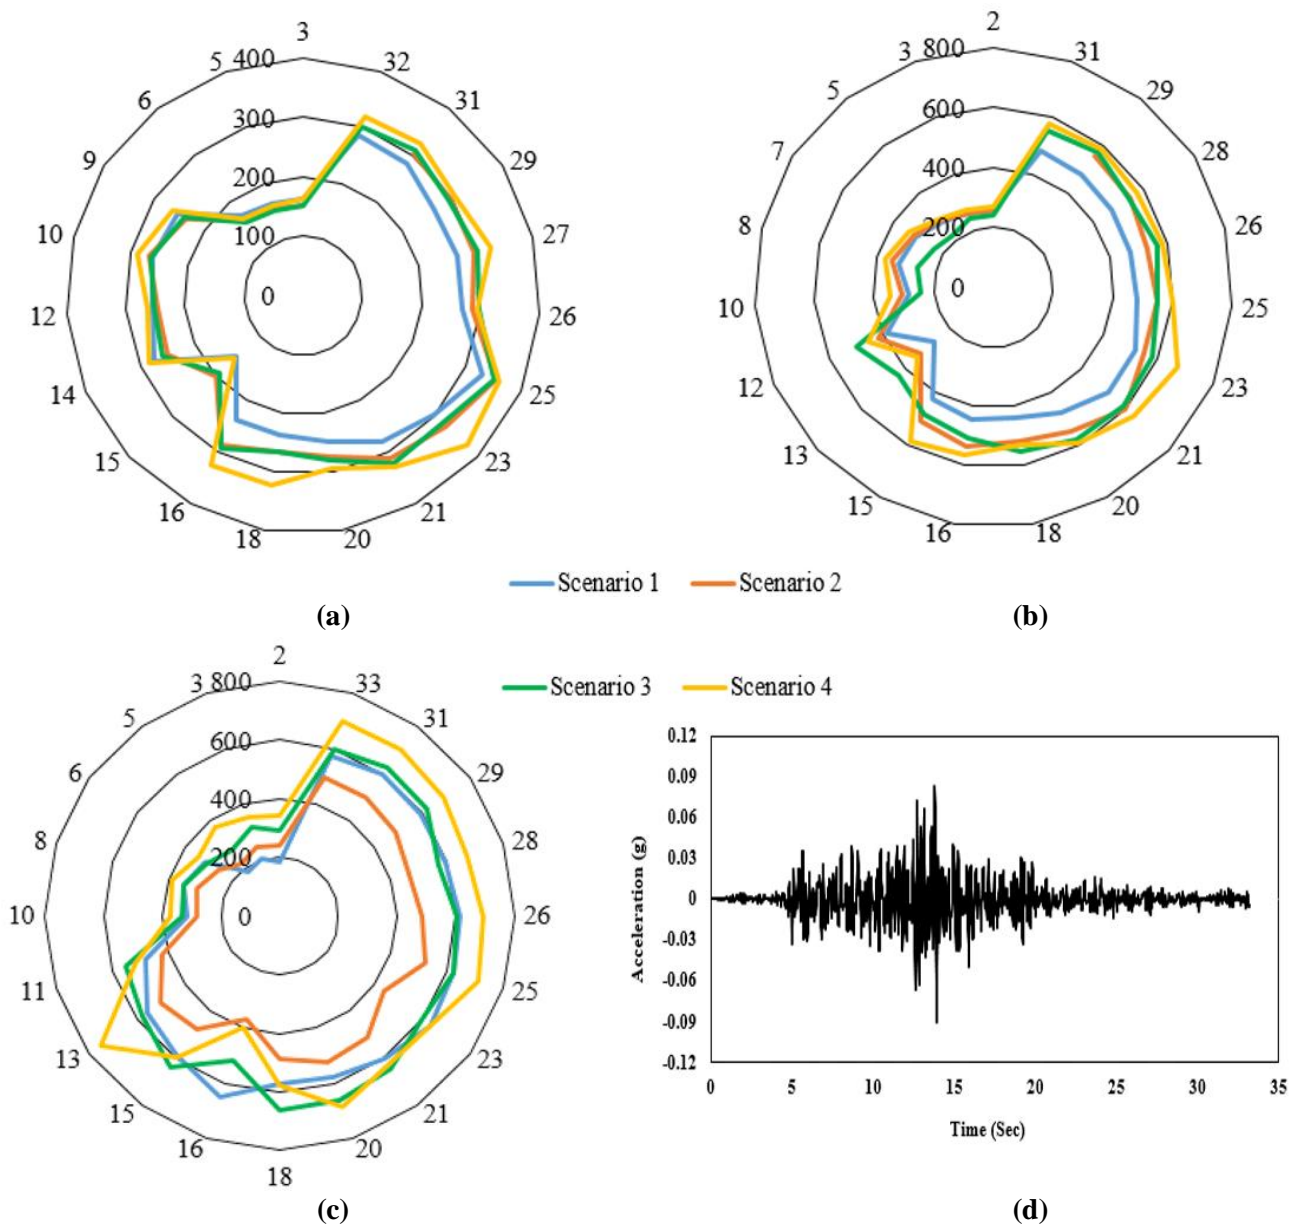 3
5 400 32
6 300 31
9 200 29
10 100 27
0
12 26
14 25
15 23
16 21
18 20
2
3 800 31
5 600 29
7 400 28
8 200 26
0
10 25
12 23
13 21
15 20
16 18
Scenario 1 Scenario 2
(a) (b)
2
3 800 33
5 600 31
6 400 29
8 200 28
10 0 26
11 25
13 23
15 21
16 20
18
Scenario 3 Scenario 4
0.12
0.09
0.06
0.03
0
-0.03
-0.06
-0.09
-0.12
Acceleration (g)
0 5 10 15 20 25 30 35
Time (Sec)
(c) (d)